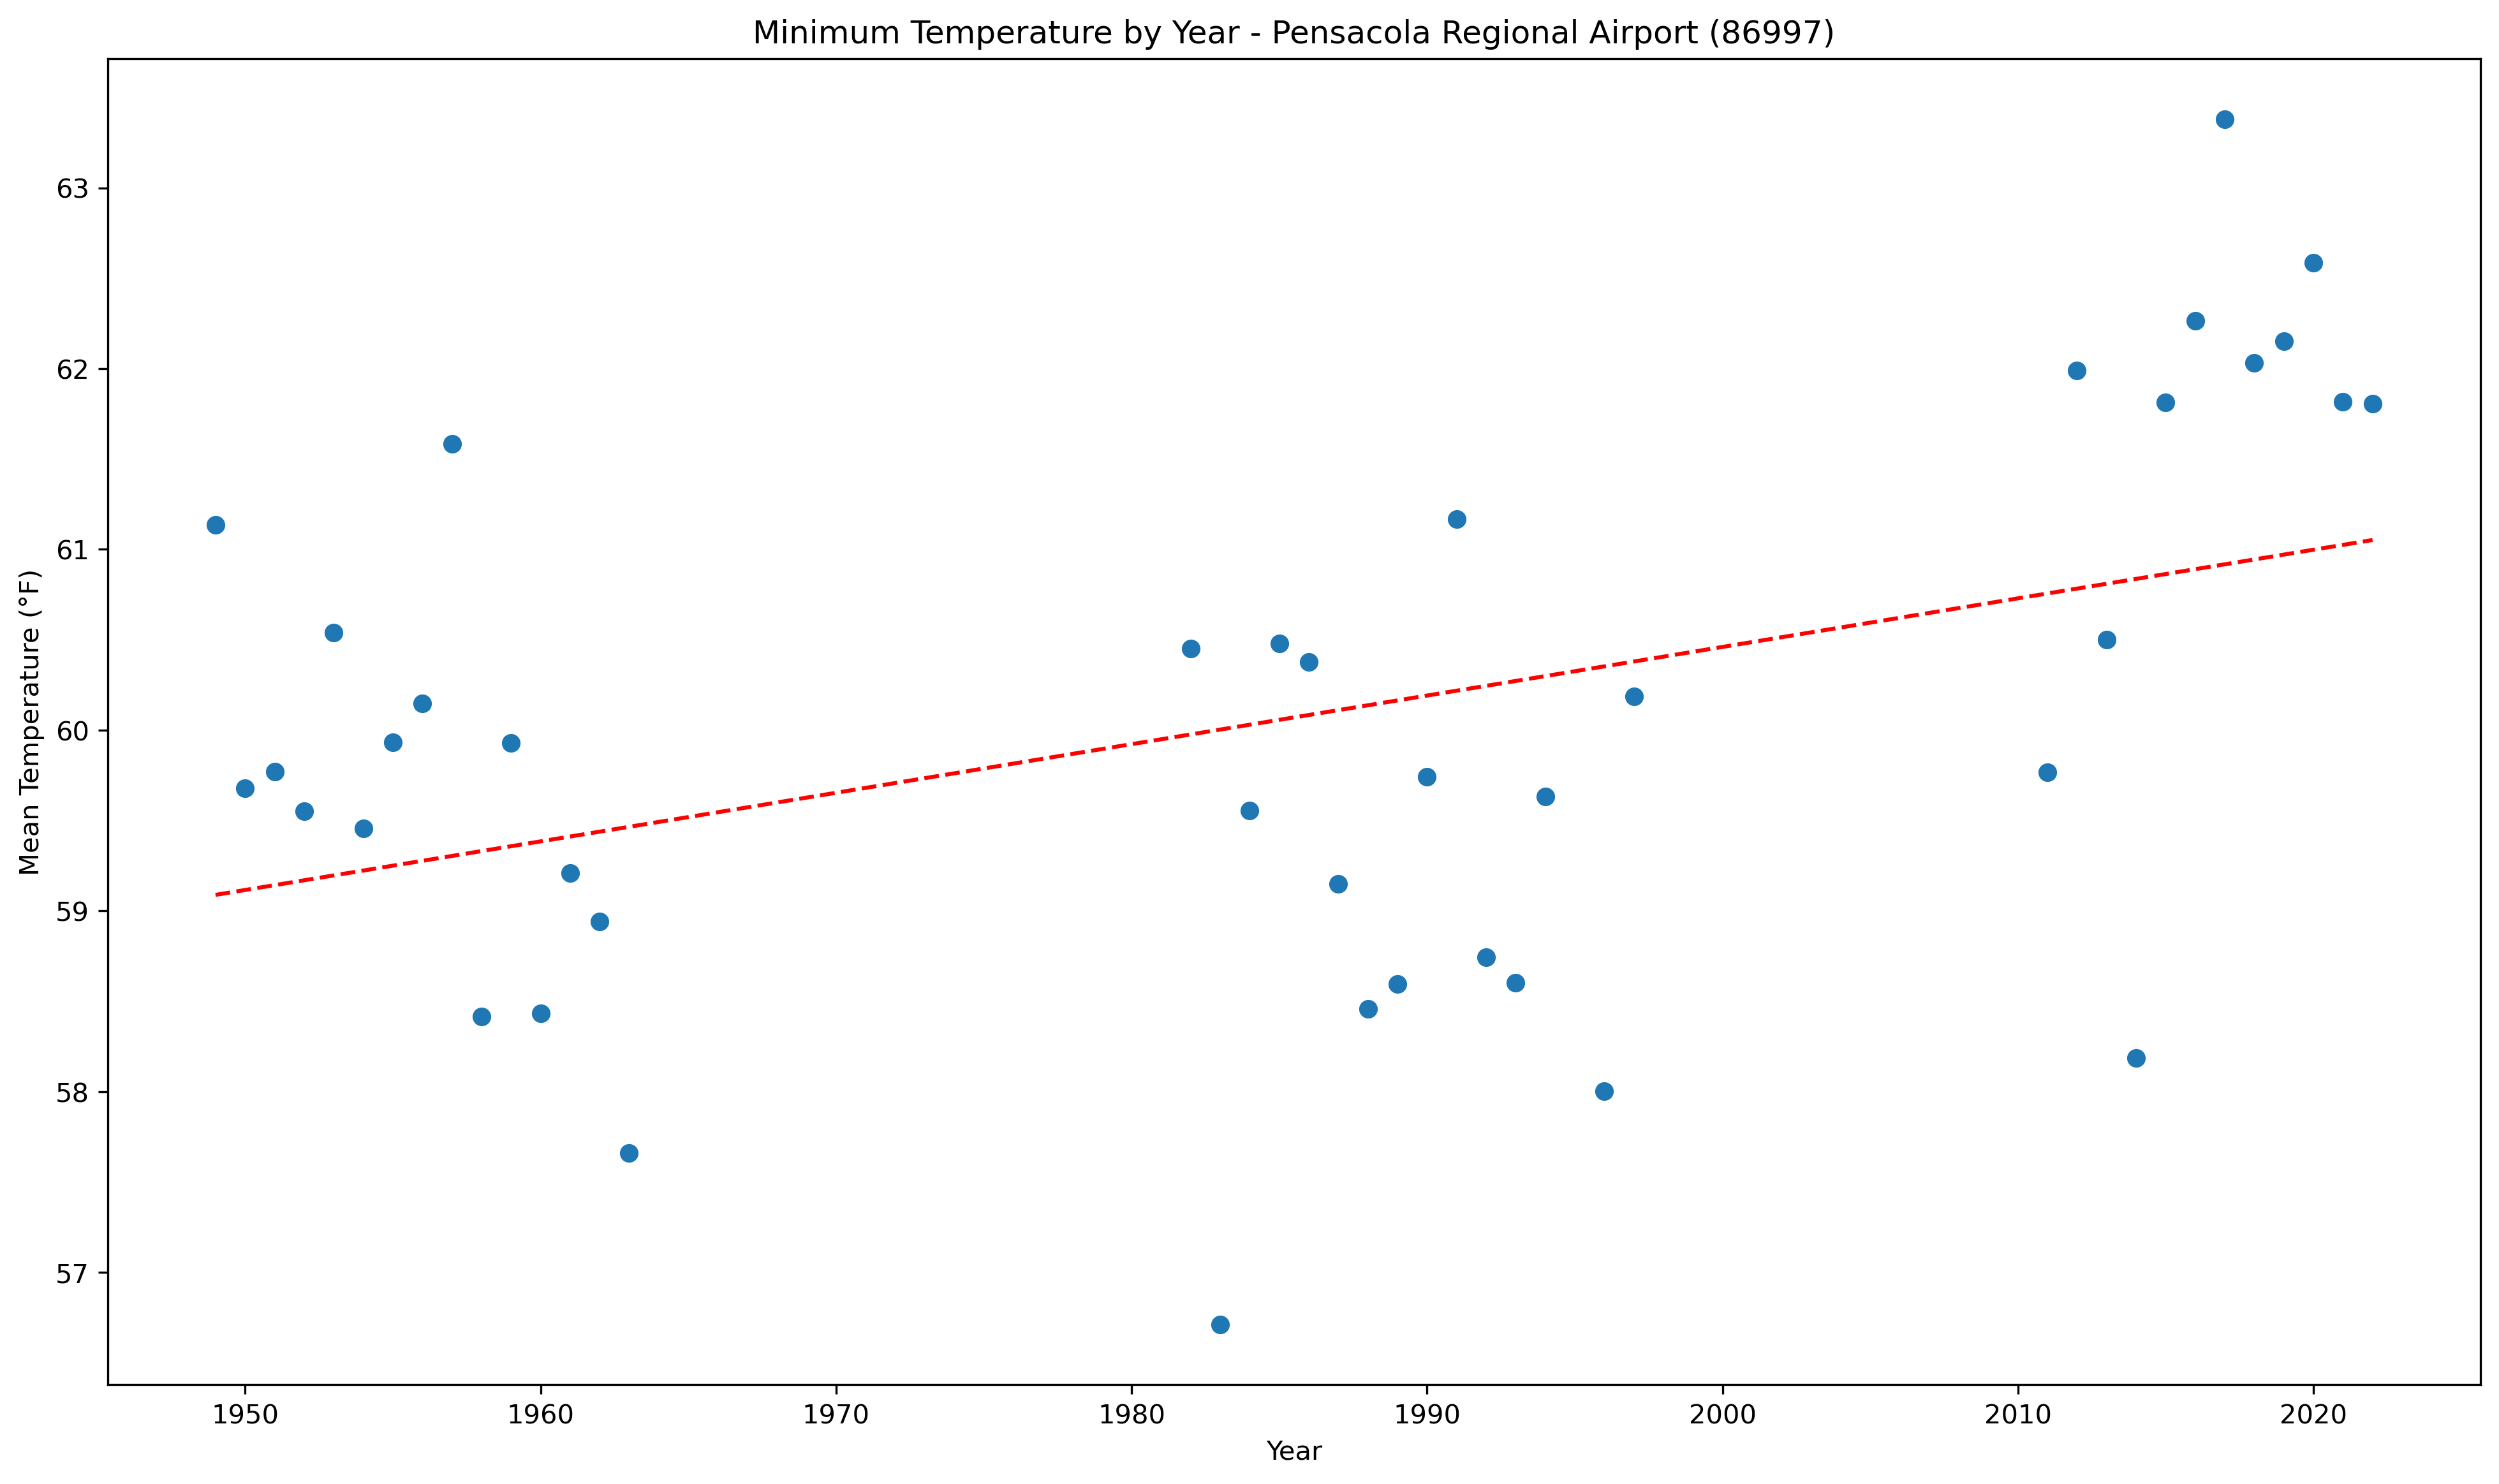 Minimum Temperature by Year - Pensacola Regional Airport (86997)
Mean Temperature (°F)
63
62
61
60
59
58
57
1950 1960 1970 1980 1990 2000 2010 2020
Year